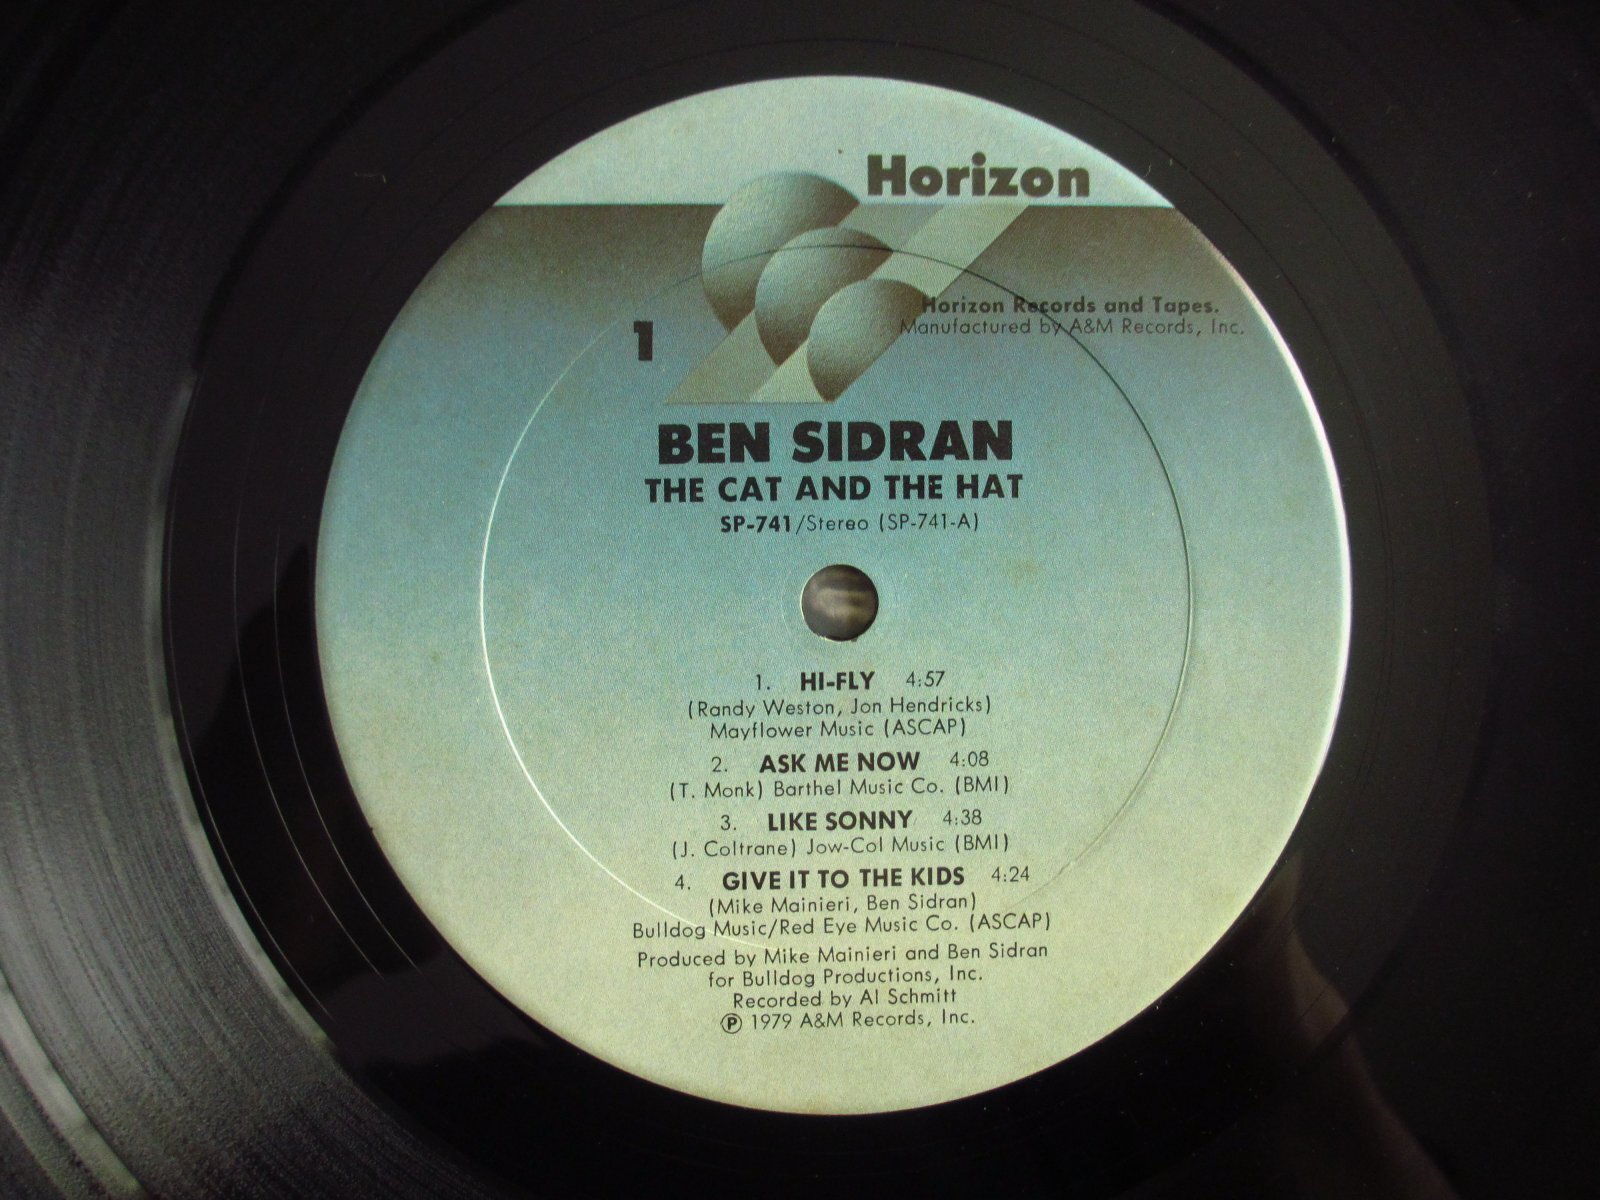 Horizon
Horizon Records and Tapes.
Manufactured by A&M Records, Inc.
1
BEN SIDRAN
THE CAT AND THE HAT
SP-741/Stereo (SP-741-A)
1. HI-FLY 4:57
(Randy Weston, Jon Hendricks)
Mayflower Music (ASCAP)
2. ASK ME NOW 4:08
(T. Monk) Barthel Music Co. (BMI)
3. LIKE SONNY 4:38
(J. Coltrane) Jow-Col Music (BMI)
4. GIVE IT TO THE KIDS 4:24
(Mike Mainieri, Ben Sidran)
Bulldog Music/Red Eye Music Co. (ASCAP)
Produced by Mike Mainieri and Ben Sidran
for Bulldog Productions, Inc.
Recorded by Al Schmitt
℗ 1979 A&M Records, Inc.